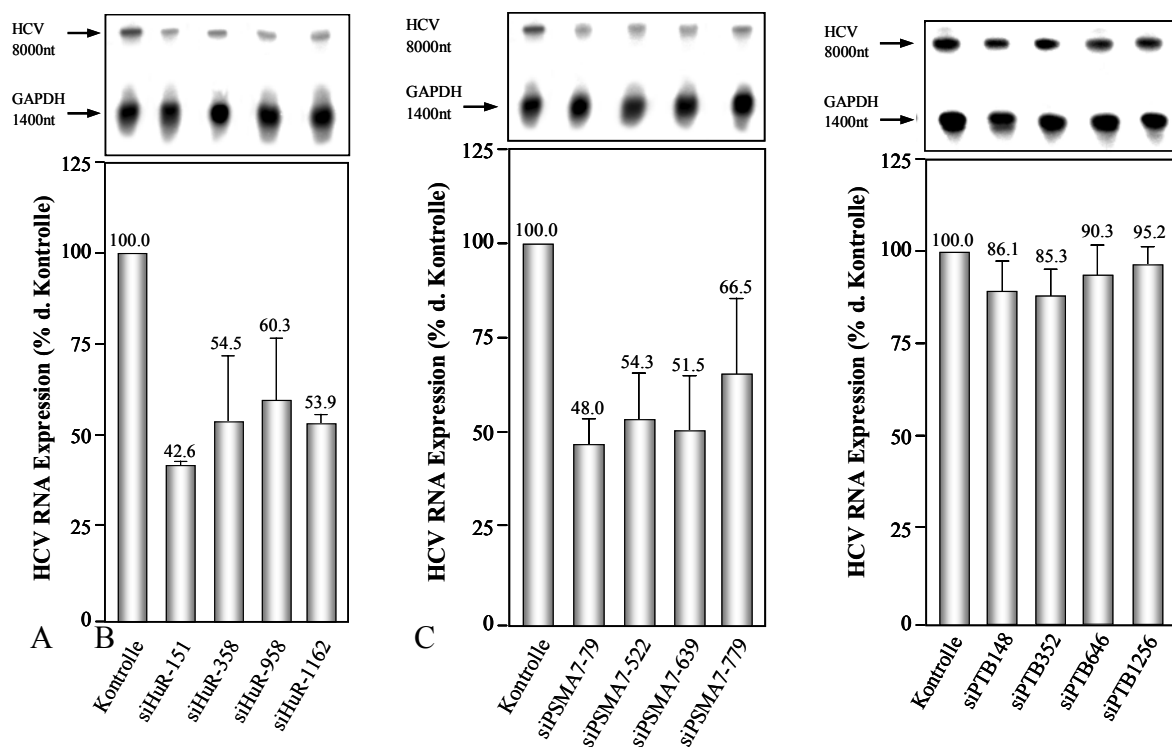 HCV
8000nt
GAPDH
1400nt
125
100
75
50
25
0
HCV RNA Expression (% d. Kontrolle)
100.0
42.6
54.5
60.3
53.9
Kontrolle
siHuR-151
siHuR-358
siHuR-958
siHuR-1162
A B
HCV
8000nt
GAPDH
1400nt
125
100
75
50
25
0
HCV RNA Expression (% d. Kontrolle)
100.0
48.0
54.3
51.5
66.5
Kontrolle
siPSMA7-79
siPSMA7-522
siPSMA7-639
siPSMA7-779
C
HCV
8000nt
GAPDH
1400nt
125
100
75
50
25
0
HCV RNA Expression (% d. Kontrolle)
100.0
86.1
85.3
90.3
95.2
Kontrolle
siPTB148
siPTB352
siPTB646
siPTB1256